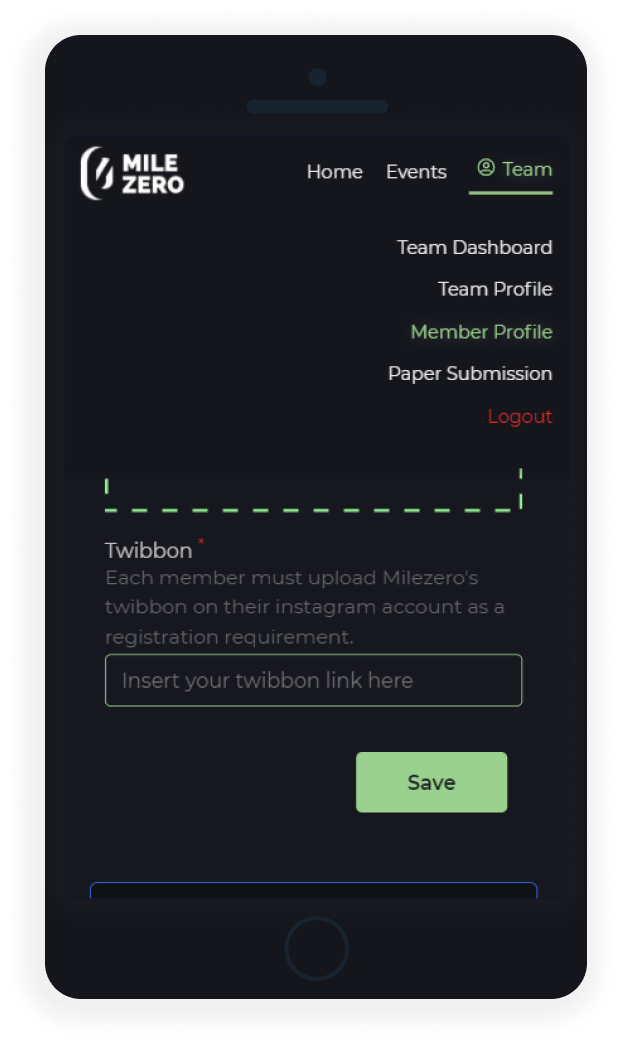 MILE
ZERO
Home Events Team
Team Dashboard
Team Profile
Member Profile
Paper Submission
Logout
Twibbon *
Each member must upload Milezero's
twibbon on their instagram account as a
registration requirement.
Insert your twibbon link here
Save